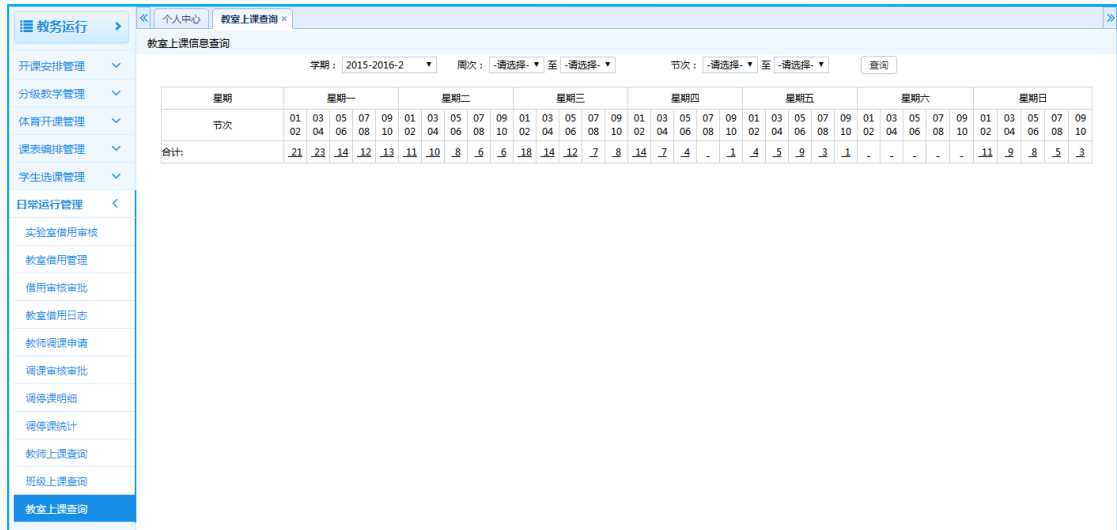 教务运行
个人中心 教室上课查询 ×
教室上课信息查询
学期： 2015-2016-2 周次： -请选择- 至 -请选择- 节次： -请选择- 至 -请选择- 查询
星期 星期一 星期二 星期三 星期四 星期五 星期六 星期日
节次 01 02 03 04 05 06 07 08 09 10 01 02 03 04 05 06 07 08 09 10 01 02 03 04 05 06 07 08 09 10 01 02 03 04 05 06 07 08 09 10 01 02 03 04 05 06 07 08 09 10 01 02 03 04 05 06 07 08 09 10 01 02 03 04 05 06 07 08 09 10
合计: 21 23 14 12 13 11 10 8 6 6 18 14 12 7 8 14 7 4 1 4 5 9 3 1 11 9 8 5 3
开课安排管理
分级教学管理
体育开课管理
课表编排管理
学生选课管理
日常运行管理
实验室借用审核
教室借用管理
借用审核审批
教室借用日志
教师调课申请
调课审核审批
调停课明细
调停课统计
教师上课查询
班级上课查询
教室上课查询